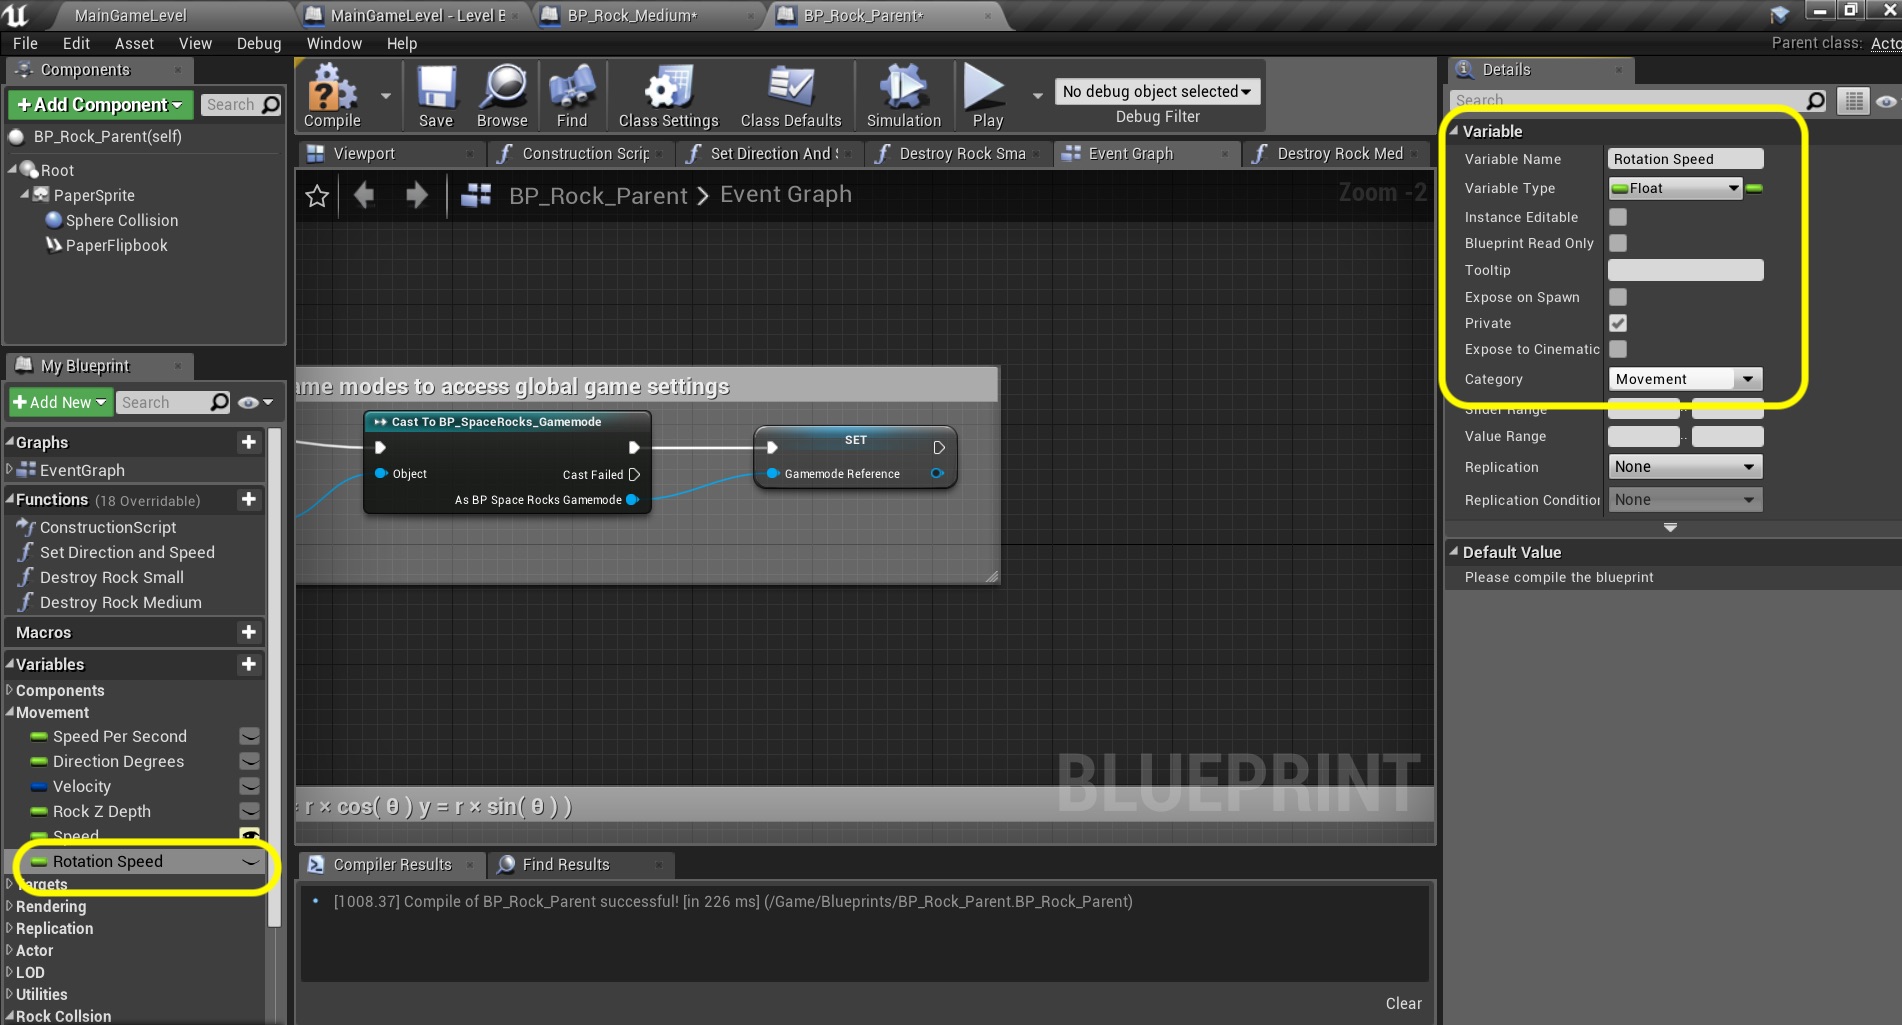 MainGameLevel
MainGameLevel - Level B
BP_Rock_Medium*
BP_Rock_Parent*
File Edit Asset View Debug Window Help
Parent class: Acto
Components
+Add Component
Search
BP_Rock_Parent(self)
Root
PaperSprite
Sphere Collision
PaperFlipbook
My Blueprint
+Add New
Search
Graphs
EventGraph
Functions (18 Overridable)
ConstructionScript
Set Direction and Speed
Destroy Rock Small
Destroy Rock Medium
Macros
Variables
Components
Movement
Speed Per Second
Direction Degrees
Velocity
Rock Z Depth
Speed
Rotation Speed
Targets
Rendering
Replication
Actor
LOD
Utilities
Rock Collsion
Compile
Save
Browse
Find
Class Settings
Class Defaults
Simulation
Play
No debug object selected
Debug Filter
Viewport
Construction Scrip
Set Direction And S
Destroy Rock Sma
Event Graph
Destroy Rock Med
BP_Rock_Parent > Event Graph
Zoom -2
ame modes to access global game settings
Cast To BP_SpaceRocks_Gamemode
Object
Cast Failed
As BP Space Rocks Gamemode
SET
Gamemode Reference
BLUEPRINT
= r × cos( θ ) y = r × sin( θ ) )
Compiler Results
Find Results
[1008.37] Compile of BP_Rock_Parent successful! [in 226 ms] (/Game/Blueprints/BP_Rock_Parent.BP_Rock_Parent)
Clear
Details
Search
Variable
Variable Name Rotation Speed
Variable Type Float
Instance Editable
Blueprint Read Only
Tooltip
Expose on Spawn
Private
Expose to Cinematic
Category Movement
Slider Range
Value Range
Replication None
Replication Condition None
Default Value
Please compile the blueprint